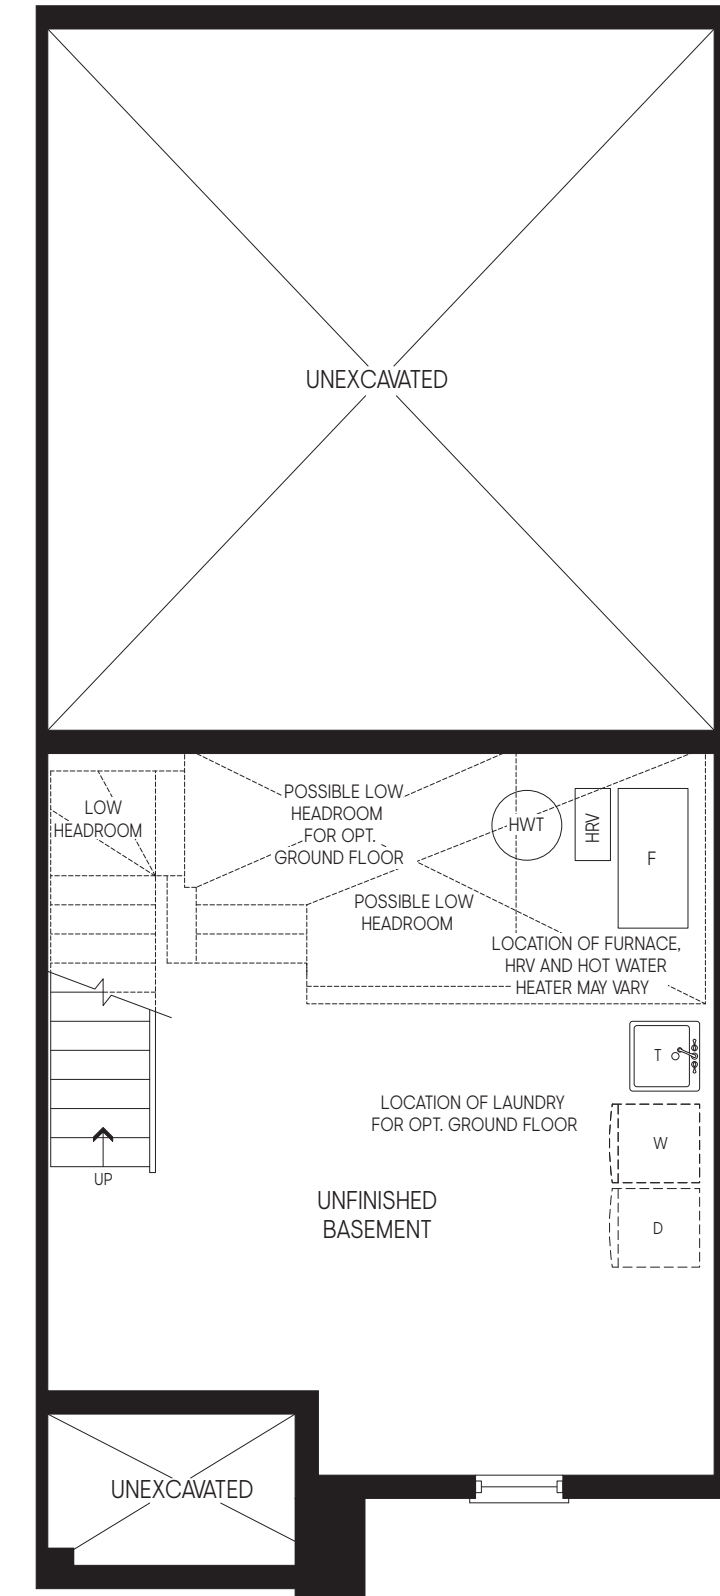 UNEXCAVATED
LOW
HEADROOM
POSSIBLE LOW
HEADROOM
FOR OPT.
GROUND FLOOR
HWT
HRV
F
POSSIBLE LOW
HEADROOM
LOCATION OF FURNACE,
HRV AND HOT WATER
HEATER MAY VARY
T
LOCATION OF LAUNDRY
FOR OPT. GROUND FLOOR
W
UP
UNFINISHED
BASEMENT
D
UNEXCAVATED